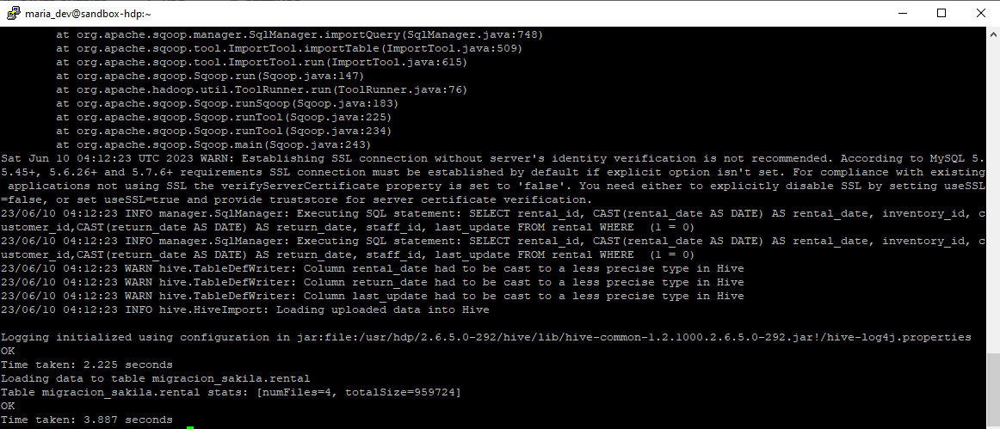 maria_dev@sandbox-hdp:~
at org.apache.sqoop.manager.SqlManager.importQuery(SqlManager.java:748)
at org.apache.sqoop.tool.ImportTool.importTable(ImportTool.java:509)
at org.apache.sqoop.tool.ImportTool.run(ImportTool.java:615)
at org.apache.sqoop.Sqoop.run(Sqoop.java:147)
at org.apache.hadoop.util.ToolRunner.run(ToolRunner.java:76)
at org.apache.sqoop.Sqoop.runSqoop(Sqoop.java:183)
at org.apache.sqoop.Sqoop.runTool(Sqoop.java:225)
at org.apache.sqoop.Sqoop.runTool(Sqoop.java:234)
at org.apache.sqoop.Sqoop.main(Sqoop.java:243)
Sat Jun 10 04:12:23 UTC 2023 WARN: Establishing SSL connection without server's identity verification is not recommended. According to MySQL 5.
5.45+, 5.6.26+ and 5.7.6+ requirements SSL connection must be established by default if explicit option isn't set. For compliance with existing
applications not using SSL the verifyServerCertificate property is set to 'false'. You need either to explicitly disable SSL by setting useSSL
=false, or set useSSL=true and provide truststore for server certificate verification.
23/06/10 04:12:23 INFO manager.SqlManager: Executing SQL statement: SELECT rental_id, CAST(rental_date AS DATE) AS rental_date, inventory_id, c
ustomer_id,CAST(return_date AS DATE) AS return_date, staff_id, last_update FROM rental WHERE  (1 = 0)
23/06/10 04:12:23 INFO manager.SqlManager: Executing SQL statement: SELECT rental_id, CAST(rental_date AS DATE) AS rental_date, inventory_id, c
ustomer_id,CAST(return_date AS DATE) AS return_date, staff_id, last_update FROM rental WHERE  (1 = 0)
23/06/10 04:12:23 WARN hive.TableDefWriter: Column rental_date had to be cast to a less precise type in Hive
23/06/10 04:12:23 WARN hive.TableDefWriter: Column return_date had to be cast to a less precise type in Hive
23/06/10 04:12:23 WARN hive.TableDefWriter: Column last_update had to be cast to a less precise type in Hive
23/06/10 04:12:23 INFO hive.HiveImport: Loading uploaded data into Hive
Logging initialized using configuration in jar:file:/usr/hdp/2.6.5.0-292/hive/lib/hive-common-1.2.1000.2.6.5.0-292.jar!/hive-log4j.properties
OK
Time taken: 2.225 seconds
Loading data to table migracion_sakila.rental
Table migracion_sakila.rental stats: [numFiles=4, totalSize=959724]
OK
Time taken: 3.887 seconds